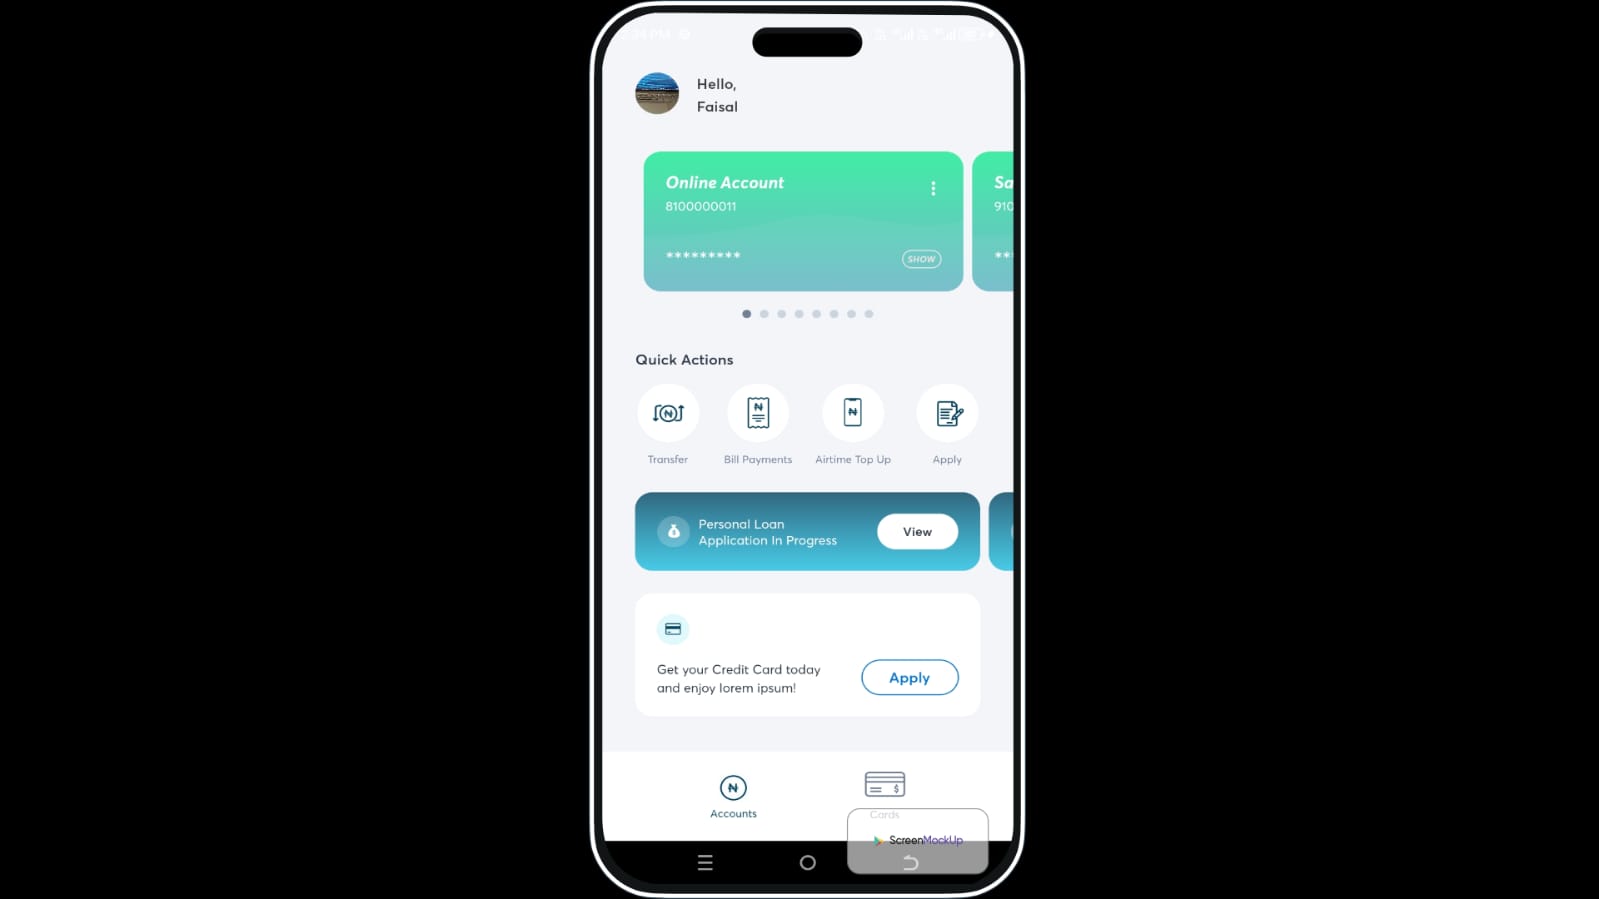 Hello,
Faisal
Online Account
8100000011
*********
SHOW
Sa
910
**
Quick Actions
Transfer
Bill Payments
Airtime Top Up
Apply
Personal Loan
Application In Progress
View
Get your Credit Card today
and enjoy lorem ipsum!
Apply
Accounts
Cards
ScreenMockUp